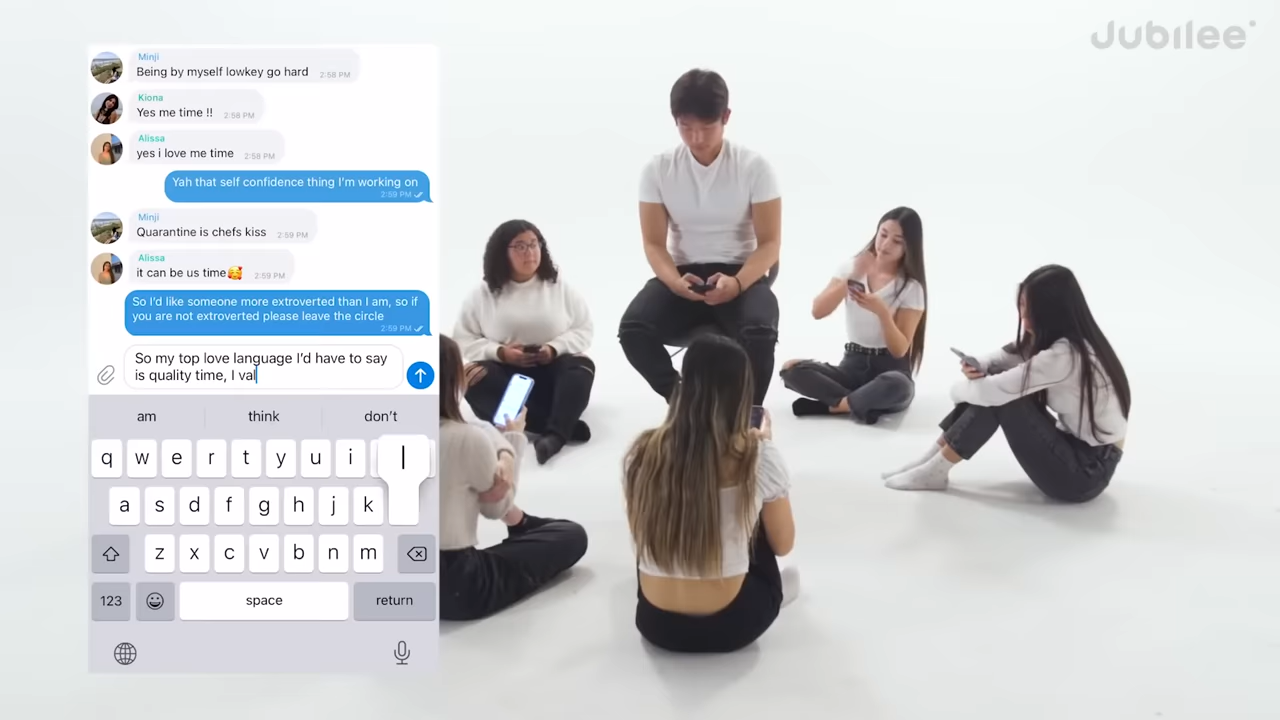 Jubilee
Minji
Being by myself lowkey go hard 2:58 PM
Kiona
Yes me time !! 2:58 PM
Alissa
yes i love me time 2:58 PM
Yah that self confidence thing I'm working on
2:59 PM
Minji
Quarantine is chefs kiss 2:59 PM
Alissa
it can be us time🥰 2:59 PM
So I'd like someone more extroverted than I am, so if
you are not extroverted please leave the circle
2:59 PM
So my top love language I'd have to say
is quality time, I val
am think don't
q w e r t y u i l
a s d f g h j k
z x c v b n m
123 space return